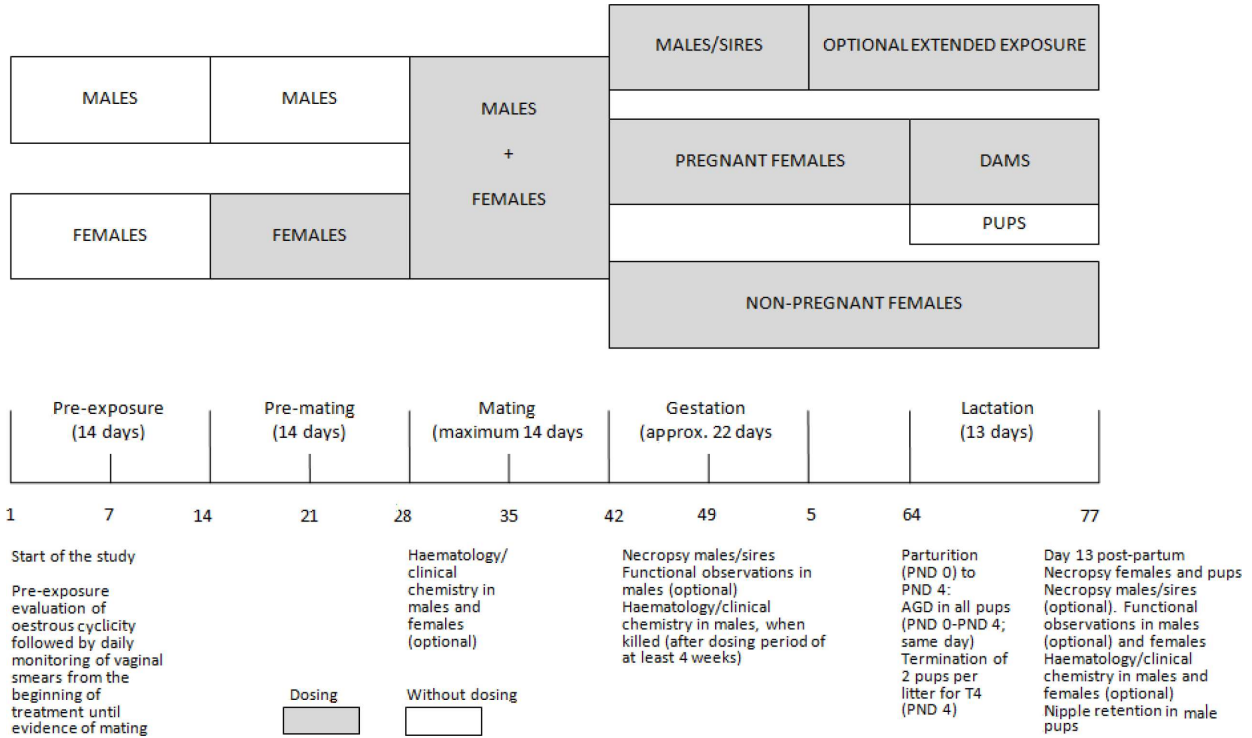 MALES/SIRES
OPTIONAL EXTENDED EXPOSURE
MALES
MALES
MALES
+
FEMALES
PREGNANT FEMALES
DAMS
FEMALES
FEMALES
PUPS
NON-PREGNANT FEMALES
Pre-exposure
(14 days)
Pre-mating
(14 days)
Mating
(maximum 14 days
Gestation
(approx. 22 days
Lactation
(13 days)
1
7
14
21
28
35
42
49
5
64
77
Start of the study
Pre-exposure
evaluation of
oestrous cyclicity
followed by daily
monitoring of vaginal
smears from the
beginning of
treatment until
evidence of mating
Haematology/
clinical
chemistry in
males and
females
(optional)
Necropsy males/sires
Functional observations in
males (optional)
Haematology/clinical
chemistry in males, when
killed (after dosing period of
at least 4 weeks)
Parturition
(PND 0) to
PND 4:
AGD in all pups
(PND 0-PND 4;
same day)
Termination of
2 pups per
litter for T4
(PND 4)
Day 13 post-partum
Necropsy females and pups
Necropsy males/sires
(optional). Functional
observations in males
(optional) and females
Haematology/clinical
chemistry in males and
females (optional)
Nipple retention in male
pups
Dosing
Without dosing